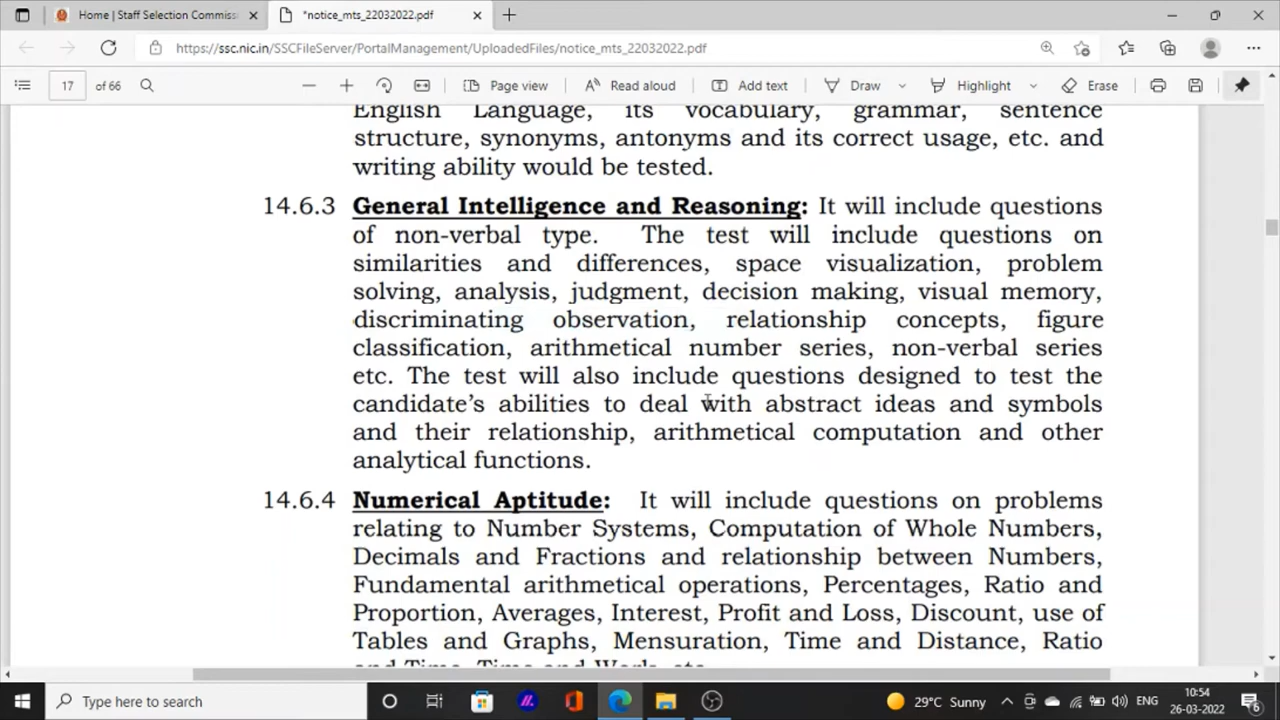 Home | Staff Selection Commiss
*notice_mts_22032022.pdf
https://ssc.nic.in/SSCFileServer/PortalManagement/UploadedFiles/notice_mts_22032022.pdf
17 of 66
Page view
Read aloud
Add text
Draw
Highlight
Erase
English Language, its vocabulary, grammar, sentence
structure, synonyms, antonyms and its correct usage, etc. and
writing ability would be tested.
14.6.3 General Intelligence and Reasoning: It will include questions
of non-verbal type. The test will include questions on
similarities and differences, space visualization, problem
solving, analysis, judgment, decision making, visual memory,
discriminating observation, relationship concepts, figure
classification, arithmetical number series, non-verbal series
etc. The test will also include questions designed to test the
candidate's abilities to deal with abstract ideas and symbols
and their relationship, arithmetical computation and other
analytical functions.
14.6.4 Numerical Aptitude: It will include questions on problems
relating to Number Systems, Computation of Whole Numbers,
Decimals and Fractions and relationship between Numbers,
Fundamental arithmetical operations, Percentages, Ratio and
Proportion, Averages, Interest, Profit and Loss, Discount, use of
Tables and Graphs, Mensuration, Time and Distance, Ratio
and Time, Time and Work, etc.
Type here to search
29°C Sunny
ENG
10:54
26-03-2022
6